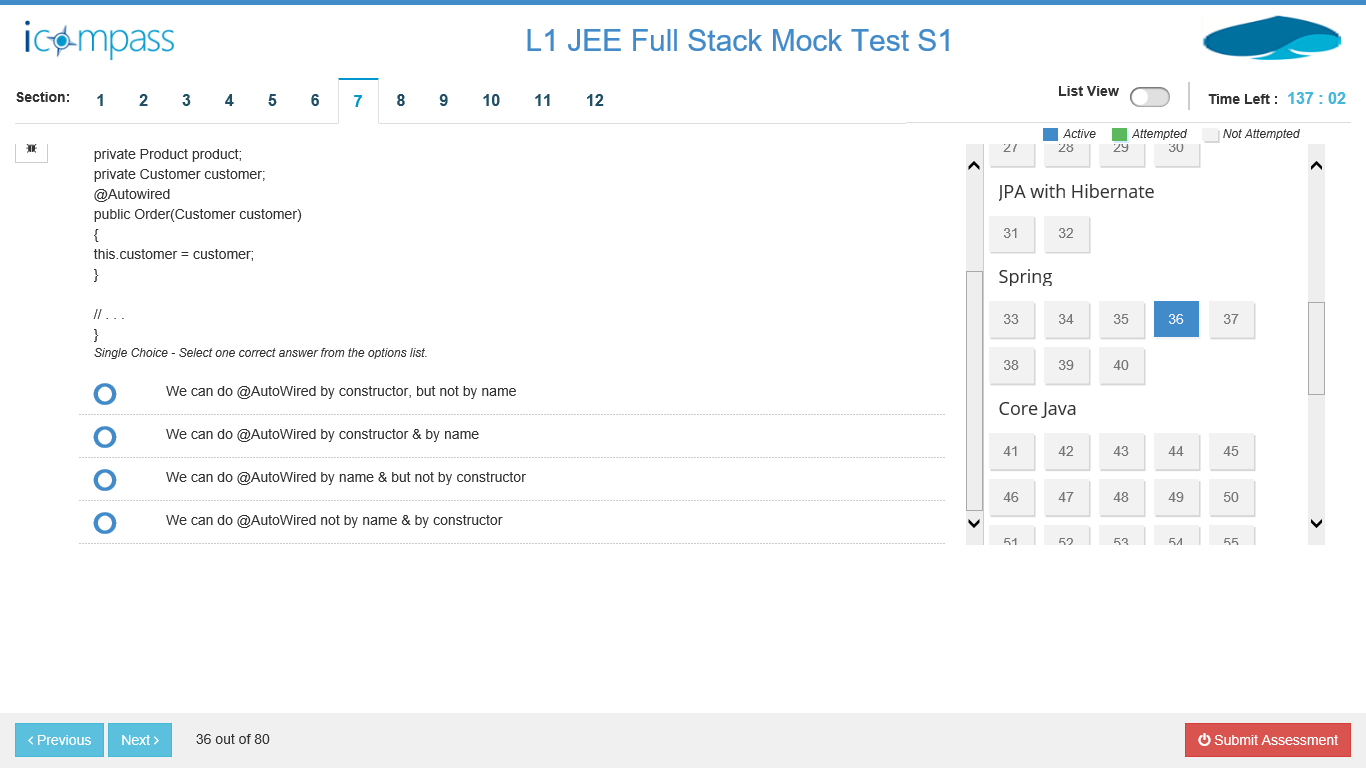 icompass
L1 JEE Full Stack Mock Test S1
Section: 1 2 3 4 5 6 7 8 9 10 11 12
List View
Time Left : 137 : 02
Active Attempted Not Attempted
private Product product;
private Customer customer;
@Autowired
public Order(Customer customer)
{
this.customer = customer;
}
// . . .
}
Single Choice - Select one correct answer from the options list.
We can do @AutoWired by constructor, but not by name
We can do @AutoWired by constructor & by name
We can do @AutoWired by name & but not by constructor
We can do @AutoWired not by name & by constructor
27 28 29 30
JPA with Hibernate
31 32
Spring
33 34 35 36 37
38 39 40
Core Java
41 42 43 44 45
46 47 48 49 50
51 52 53 54 55
Previous Next 36 out of 80
Submit Assessment